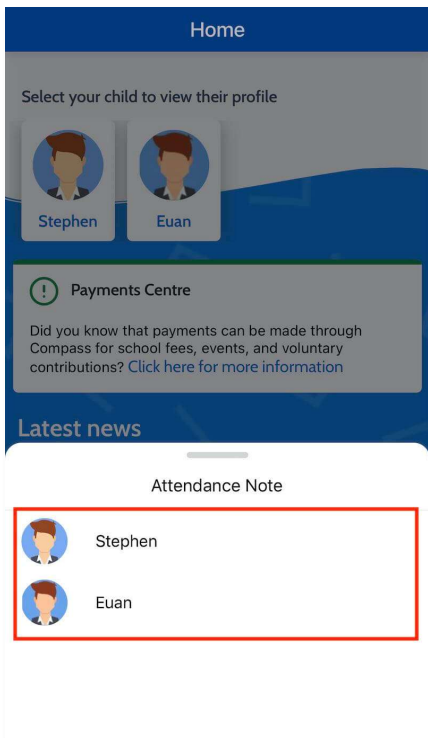 Home
Select your child to view their profile
Stephen
Euan
Payments Centre
Did you know that payments can be made through
Compass for school fees, events, and voluntary
contributions? Click here for more information
Latest news
Attendance Note
Stephen
Euan